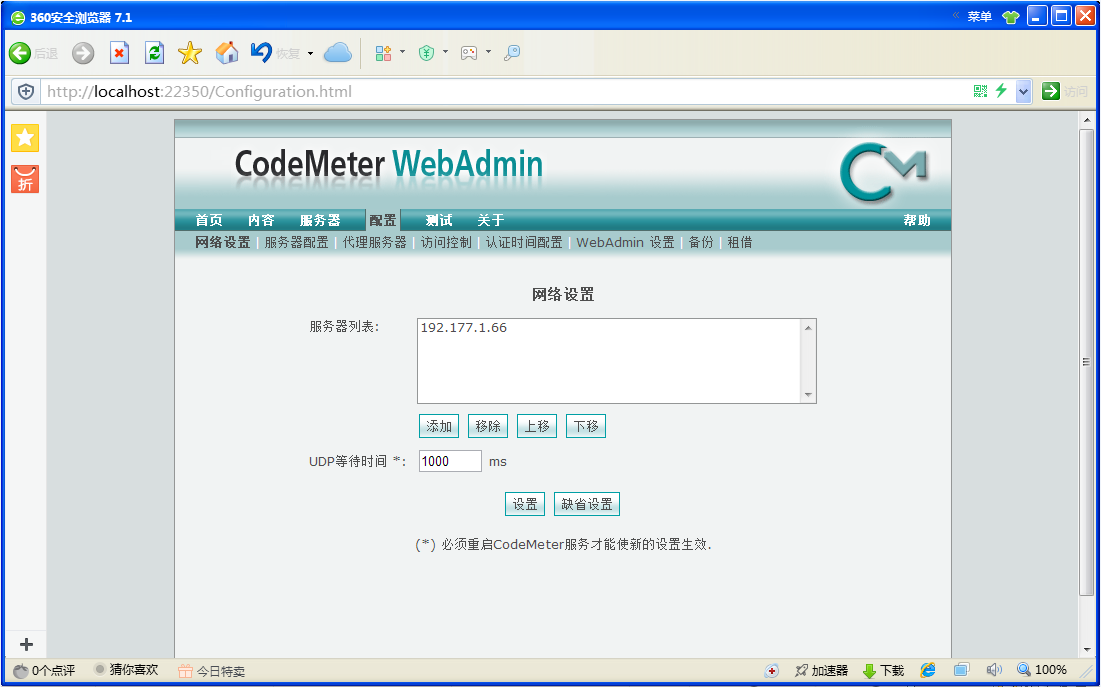 360安全浏览器 7.1
菜单
后退
恢复
http://localhost:22350/Configuration.html
访问
折
CodeMeter WebAdmin
CM
首页 内容 服务器 配置 测试 关于 帮助
网络设置 | 服务器配置 | 代理服务器 | 访问控制 | 认证时间配置 | WebAdmin 设置 | 备份 | 租借
网络设置
服务器列表:
192.177.1.66
添加 移除 上移 下移
UDP等待时间 *: 1000 ms
设置 缺省设置
(*) 必须重启CodeMeter服务才能使新的设置生效.
0个点评 猜你喜欢 今日特卖 加速器 下载 100%